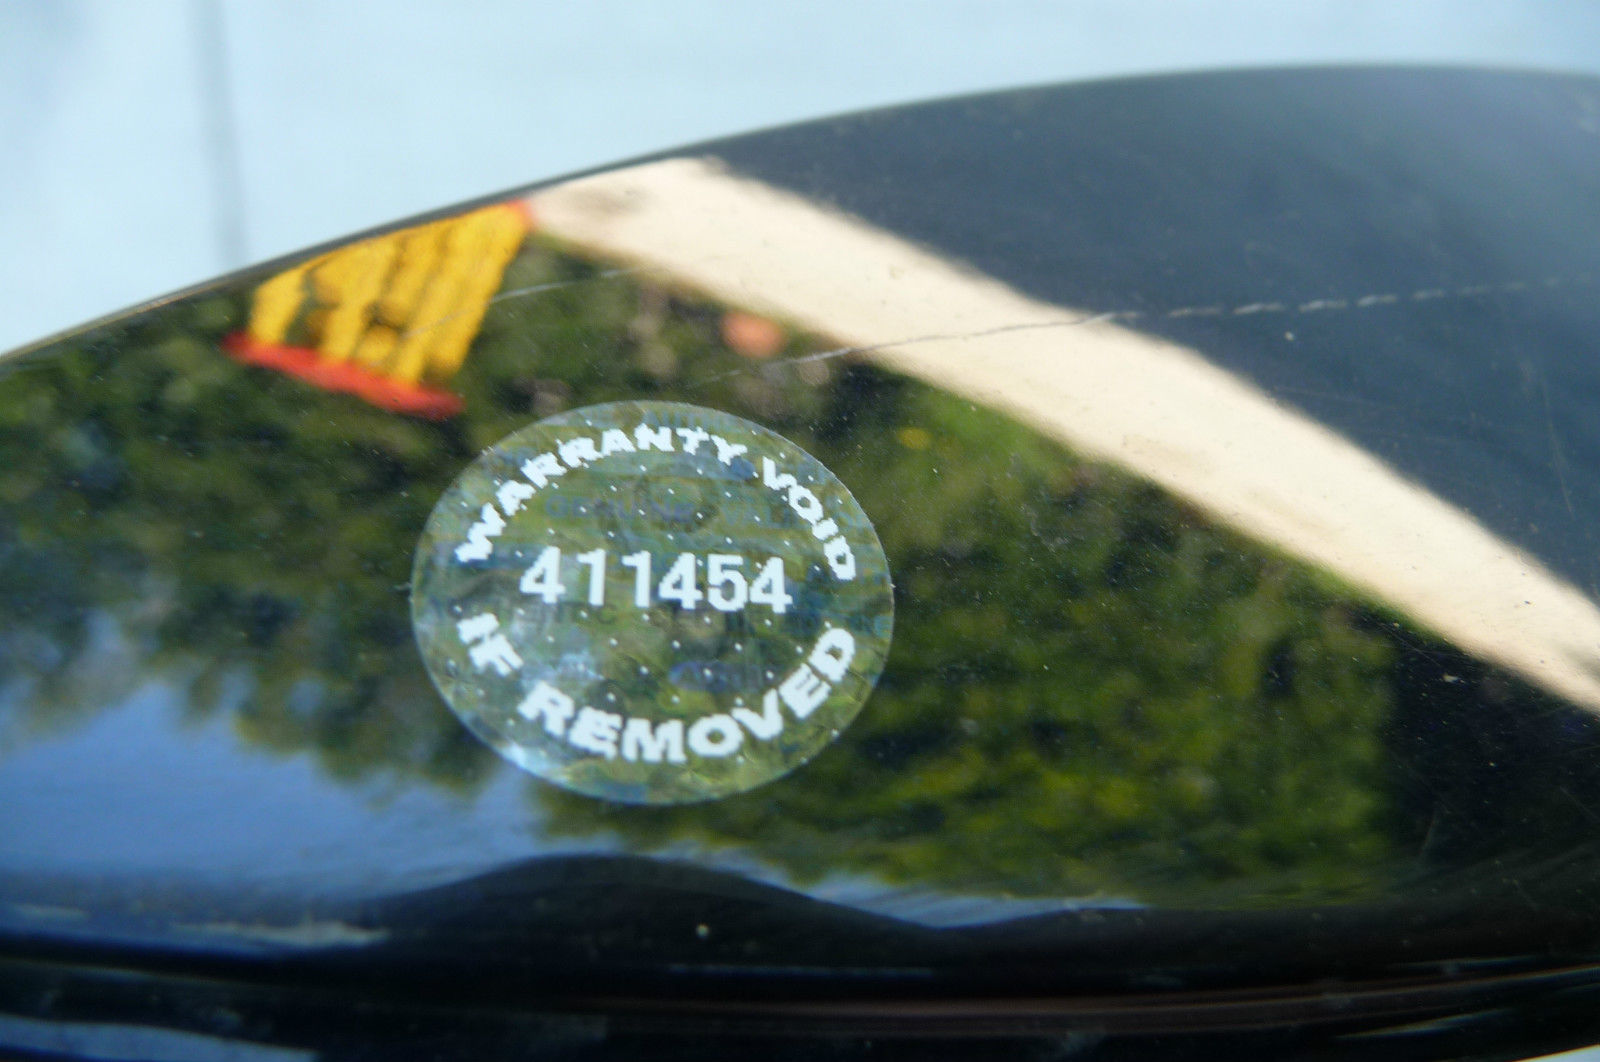 WARRANTY VOID
411454
IF REMOVED